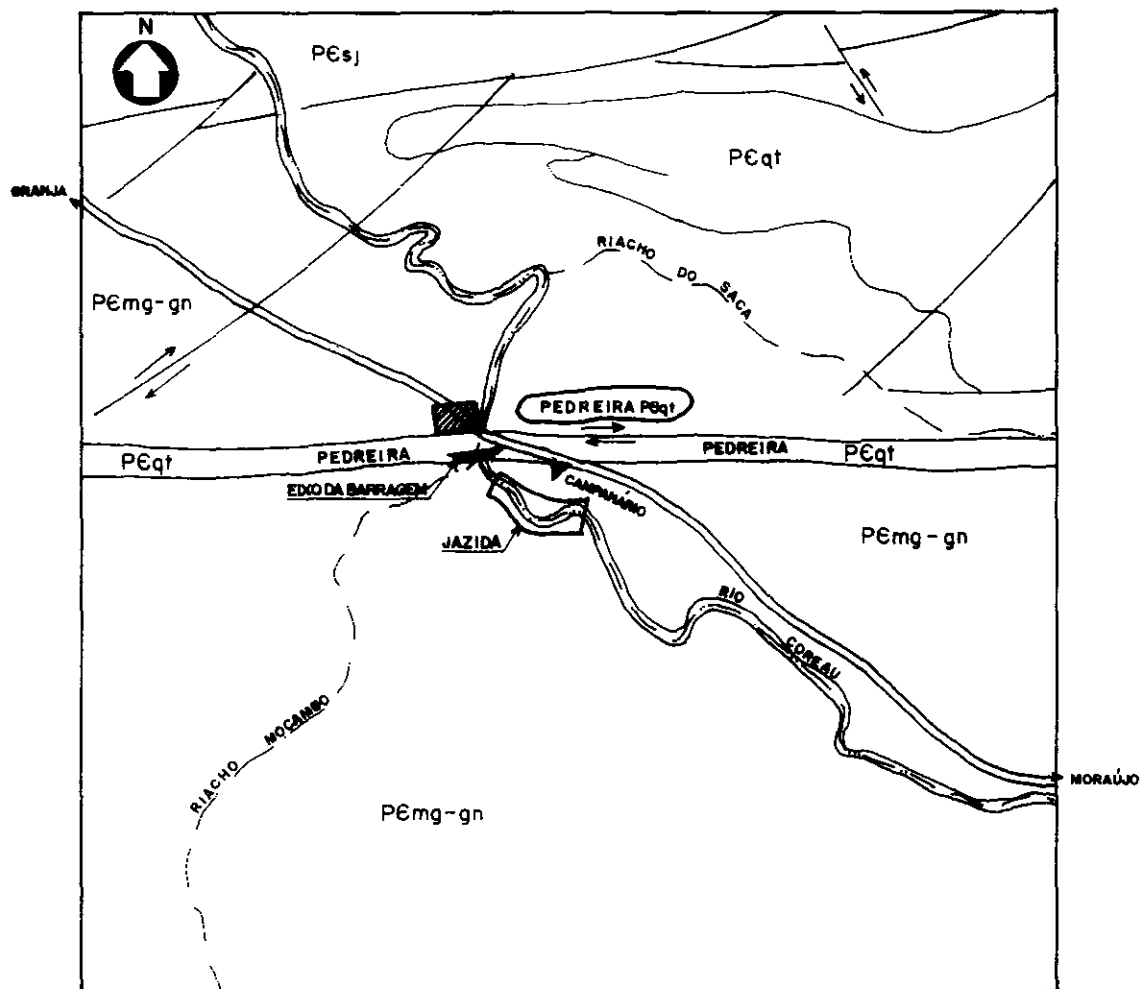 N
PЄsj
PЄqt
GRANJA
RIACHO DO SACA
PЄmg-gn
PEDREIRA PЄqt
PЄqt
PEDREIRA
PEDREIRA
PЄqt
EIXO DA BARRAGEM
CAMPANÁRIO
JAZIDA
PЄmg-gn
RIO COREAU
RIACHO MOÇAMBO
MORAÚJO
PЄmg-gn